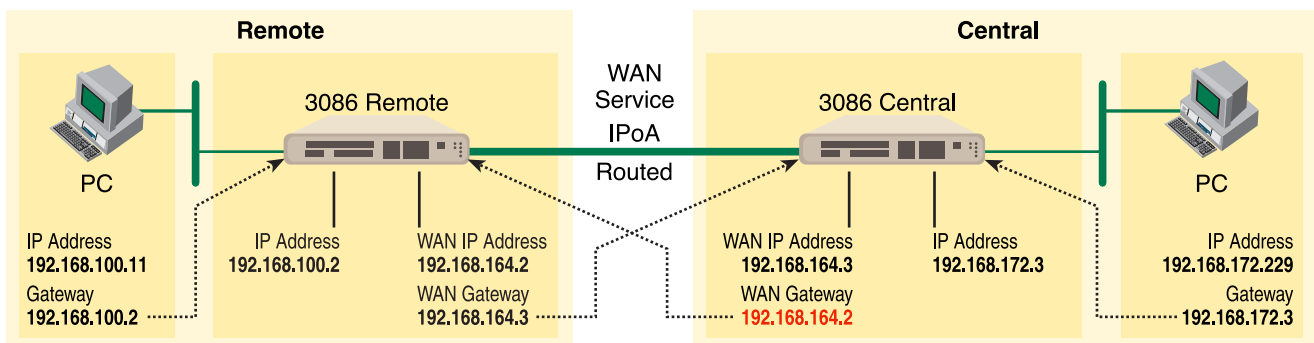 Remote
Central
WAN
Service
IPoA
Routed
3086 Remote
3086 Central
PC
PC
IP Address
192.168.100.11
Gateway
192.168.100.2
IP Address
192.168.100.2
WAN IP Address
192.168.164.2
WAN Gateway
192.168.164.3
WAN IP Address
192.168.164.3
WAN Gateway
192.168.164.2
IP Address
192.168.172.3
IP Address
192.168.172.229
Gateway
192.168.172.3